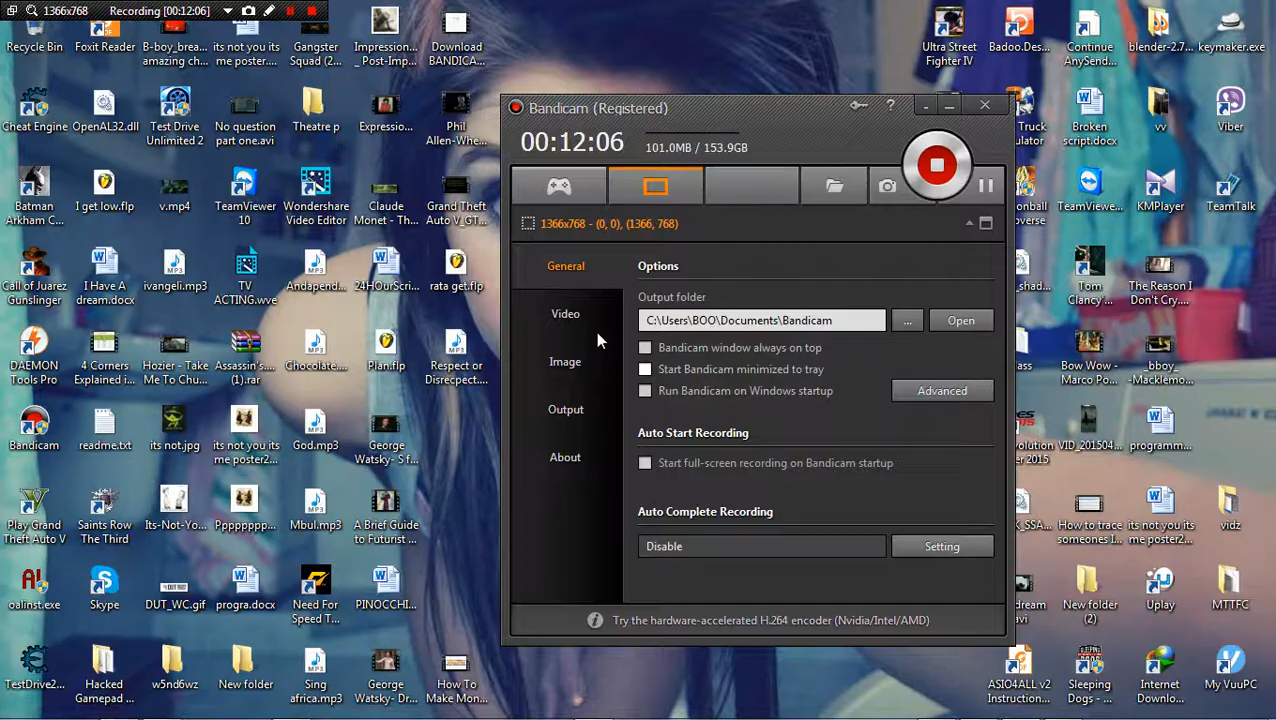 1366x768 Recording [00:12:06]
Recycle Bin
Foxit Reader
B-boy_brea...
amazing ch...
its not you its
me poster....
Gangster
Squad (2...
Impression...
_ Post-Imp...
Download
BANDICA...
Ultra Street
Fighter IV
Badoo.Des...
Continue
AnySend...
blender-2.7...
keymaker.exe
Cheat Engine
OpenAL32.dll
Test Drive
Unlimited 2
No question
part one.avi
Theatre p
Expressio...
Phil
Allen-Whe...
Truck
Broken
script.docx
vv
Viber
Batman
Arkham C...
I get low.flp
v.mp4
TeamViewer
10
Wondershare
Video Editor
Claude
Monet - Th...
Grand Theft
Auto V_GT...
TeamViewe...
KMPlayer
TeamTalk
Call of Juarez
Gunslinger
I Have A
dream.docx
ivangeli.mp3
TV
ACTING.wve
Andapend...
24HOurScri...
rata get.flp
Tom
Clancy'...
The Reason I
Don't Cry....
DAEMON
Tools Pro
4 Corners
Explained i...
Hozier - Take
Me To Chu...
Assassin's...
(1).rar
Chocolate....
Plan.flp
Respect or
Disrecpect....
Bow Wow -
Marco Po...
_bboy_
-Macklemo...
Bandicam
readme.txt
its not.jpg
its not you its
me poster2...
God.mp3
George
Watsky- S f...
VID_201504...
programm...
Play Grand
Theft Auto V
Saints Row
The Third
Its-Not-Yo...
Ppppppp...
Mbul.mp3
A Brief Guide
to Futurist ...
How to trace
someones I...
its not you its
me poster2...
vidz
oalinst.exe
Skype
DUT_WC.gif
progra.docx
Need For
Speed T...
PINOCCHI...
New folder
(2)
Uplay
MTTFC
TestDrive2...
Hacked
Gamepad ...
w5nd6wz
New folder
Sing
africa.mp3
George
Watsky- Dr...
How To
Make Mon...
ASIO4ALL v2
Instruction...
Sleeping
Dogs - ...
Internet
Downlo...
My VuuPC
Bandicam (Registered)
?
00:12:06
101.0MB / 153.9GB
1366x768 - (0, 0), (1366, 768)
General
Video
Image
Output
About
Options
Output folder
C:\Users\BOO\Documents\Bandicam
...
Open
Bandicam window always on top
Start Bandicam minimized to tray
Run Bandicam on Windows startup
Advanced
Auto Start Recording
Start full-screen recording on Bandicam startup
Auto Complete Recording
Disable
Setting
Try the hardware-accelerated H.264 encoder (Nvidia/Intel/AMD)